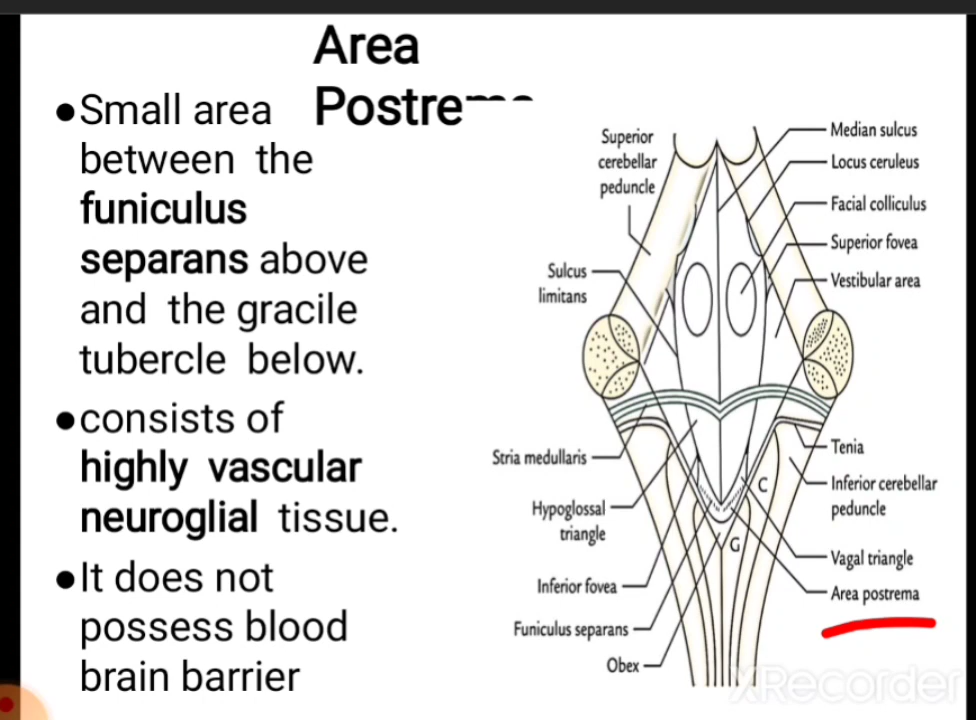 Area
Postrema
●Small area
between the
funiculus
separans above
and the gracile
tubercle below.
●consists of
highly vascular
neuroglial tissue.
●It does not
possess blood
brain barrier
Superior
cerebellar
peduncle
Sulcus
limitans
Stria medullaris
Hypoglossal
triangle
Inferior fovea
Funiculus separans
Obex
Median sulcus
Locus ceruleus
Facial colliculus
Superior fovea
Vestibular area
Tenia
Inferior cerebellar
peduncle
Vagal triangle
Area postrema
C
G
XRecorder